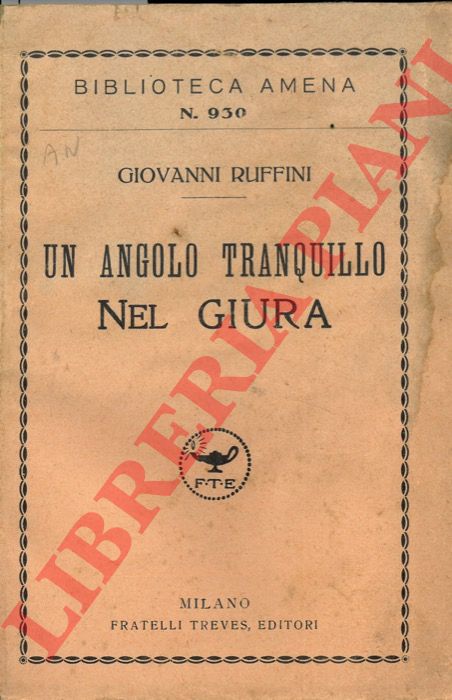 BIBLIOTECA AMENA
N. 930
AN
GIOVANNI RUFFINI
UN ANGOLO TRANQUILLO
NEL GIURA
F·T·E
MILANO
FRATELLI TREVES, EDITORI
LIBRERIA PIANI